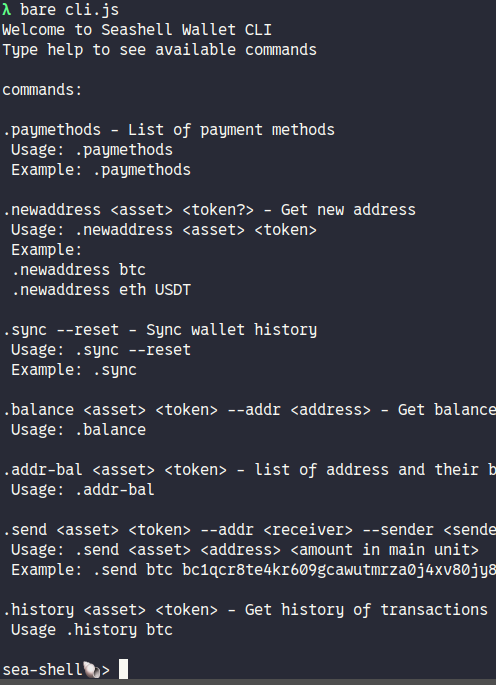 λ bare cli.js
Welcome to Seashell Wallet CLI
Type help to see available commands
commands:
.paymethods - List of payment methods
Usage: .paymethods
Example: .paymethods
.newaddress <asset> <token?> - Get new address
Usage: .newaddress <asset> <token>
Example:
.newaddress btc
.newaddress eth USDT
.sync --reset - Sync wallet history
Usage: .sync --reset
Example: .sync
.balance <asset> <token> --addr <address> - Get balance
Usage: .balance
.addr-bal <asset> <token> - list of address and their b
Usage: .addr-bal
.send <asset> <token> --addr <receiver> --sender <sende
Usage: .send <asset> <address> <amount in main unit>
Example: .send btc bc1qcr8te4kr609gcawutmrza0j4xv80jy8
.history <asset> <token> - Get history of transactions
Usage .history btc
sea-shell🐚>